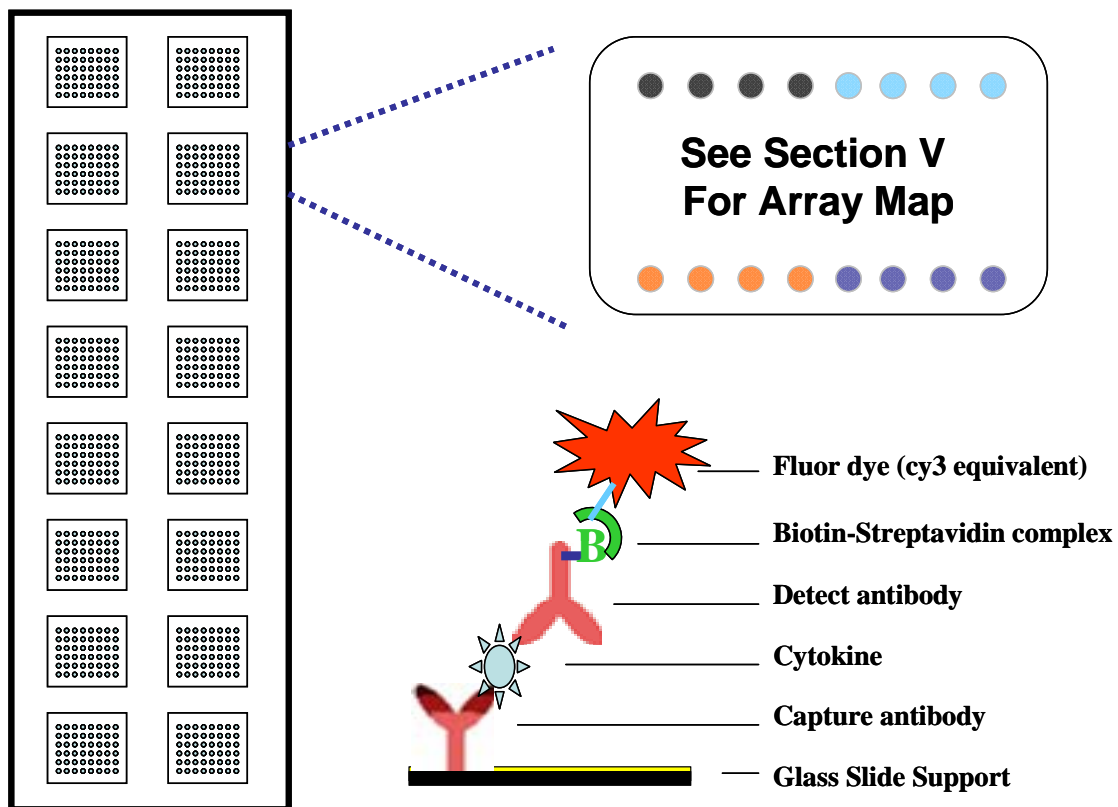 See Section V
For Array Map
Fluor dye (cy3 equivalent)
Biotin-Streptavidin complex
B
Detect antibody
Cytokine
Capture antibody
Glass Slide Support